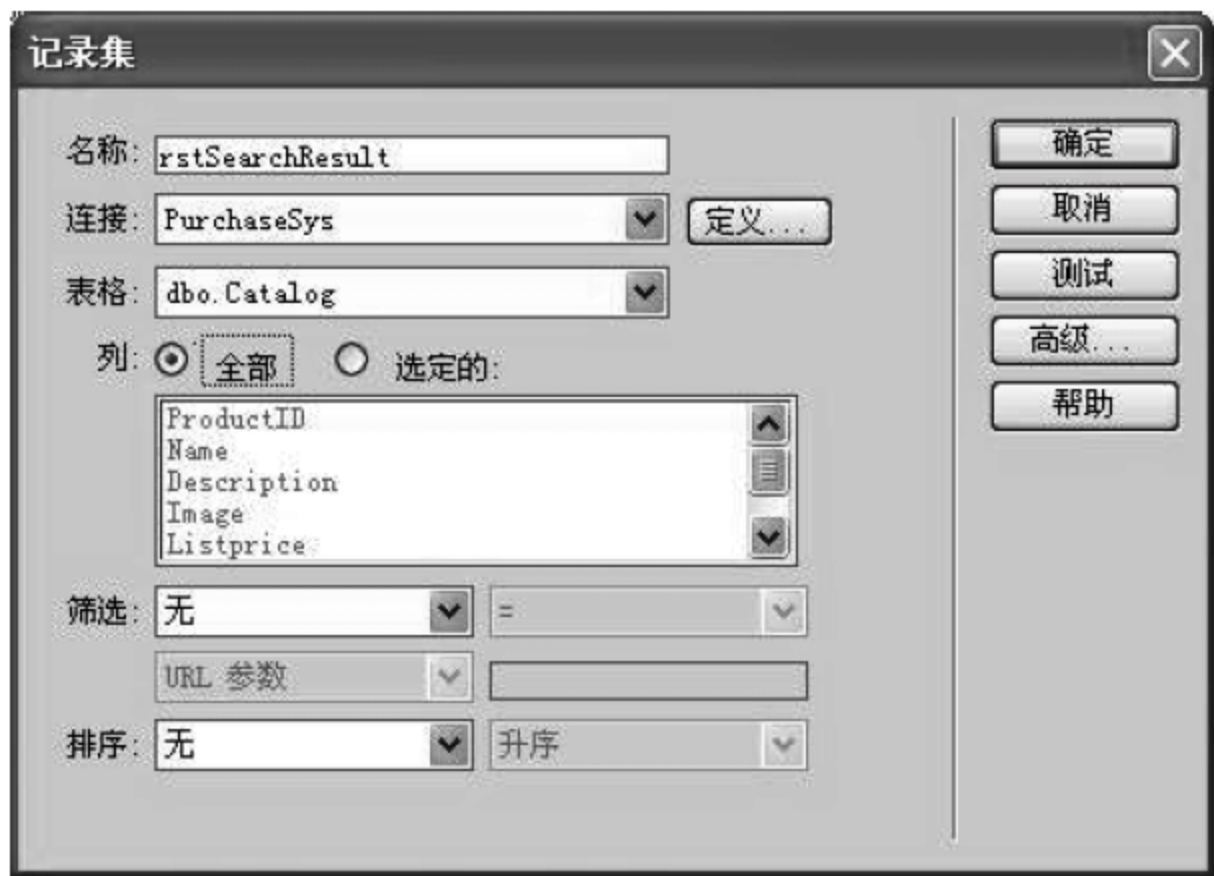 记录集
名称: rstSearchResult
连接: PurchaseSys 定义...
表格: dbo.Catalog
列: 全部 选定的:
ProductID
Name
Description
Image
Listprice
筛选: 无 =
URL 参数
排序: 无 升序
确定
取消
测试
高级...
帮助